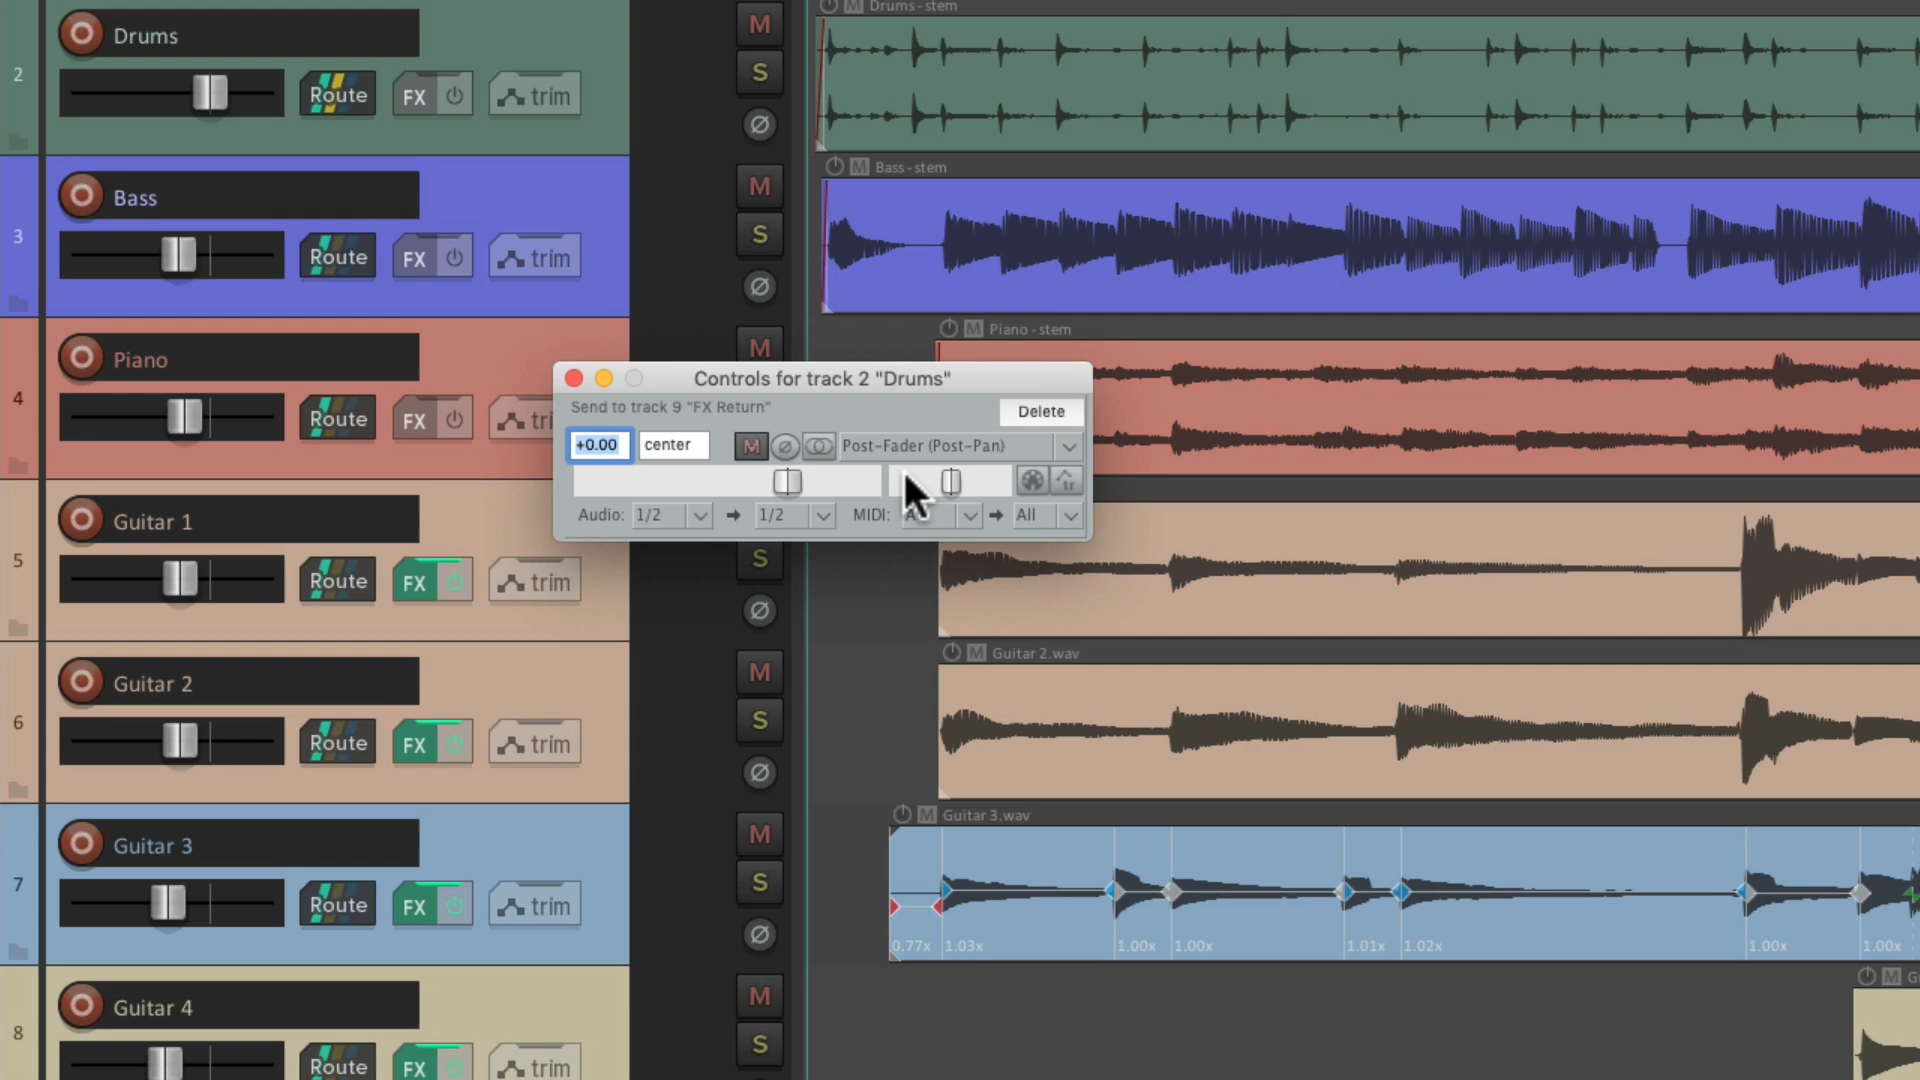 Drums
2
Route FX trim
M
S
Drums-stem
Bass
3
Route FX trim
M
S
Bass-stem
Piano
4
Route FX tri
M
Piano-stem
Controls for track 2 "Drums"
Send to track 9 "FX Return"
Delete
+0.00 center M Post-Fader (Post-Pan)
tr
Audio: 1/2 1/2 MIDI: All
Guitar 1
5
Route FX trim
S
Guitar 2
6
Route FX trim
M
S
M Guitar 2.wav
Guitar 3
7
Route FX trim
M
S
M Guitar 3.wav
0.77x 1.03x 1.00x 1.00x 1.01x 1.02x 1.00x 1.00x
Guitar 4
8
Route FX trim
M
S
M G